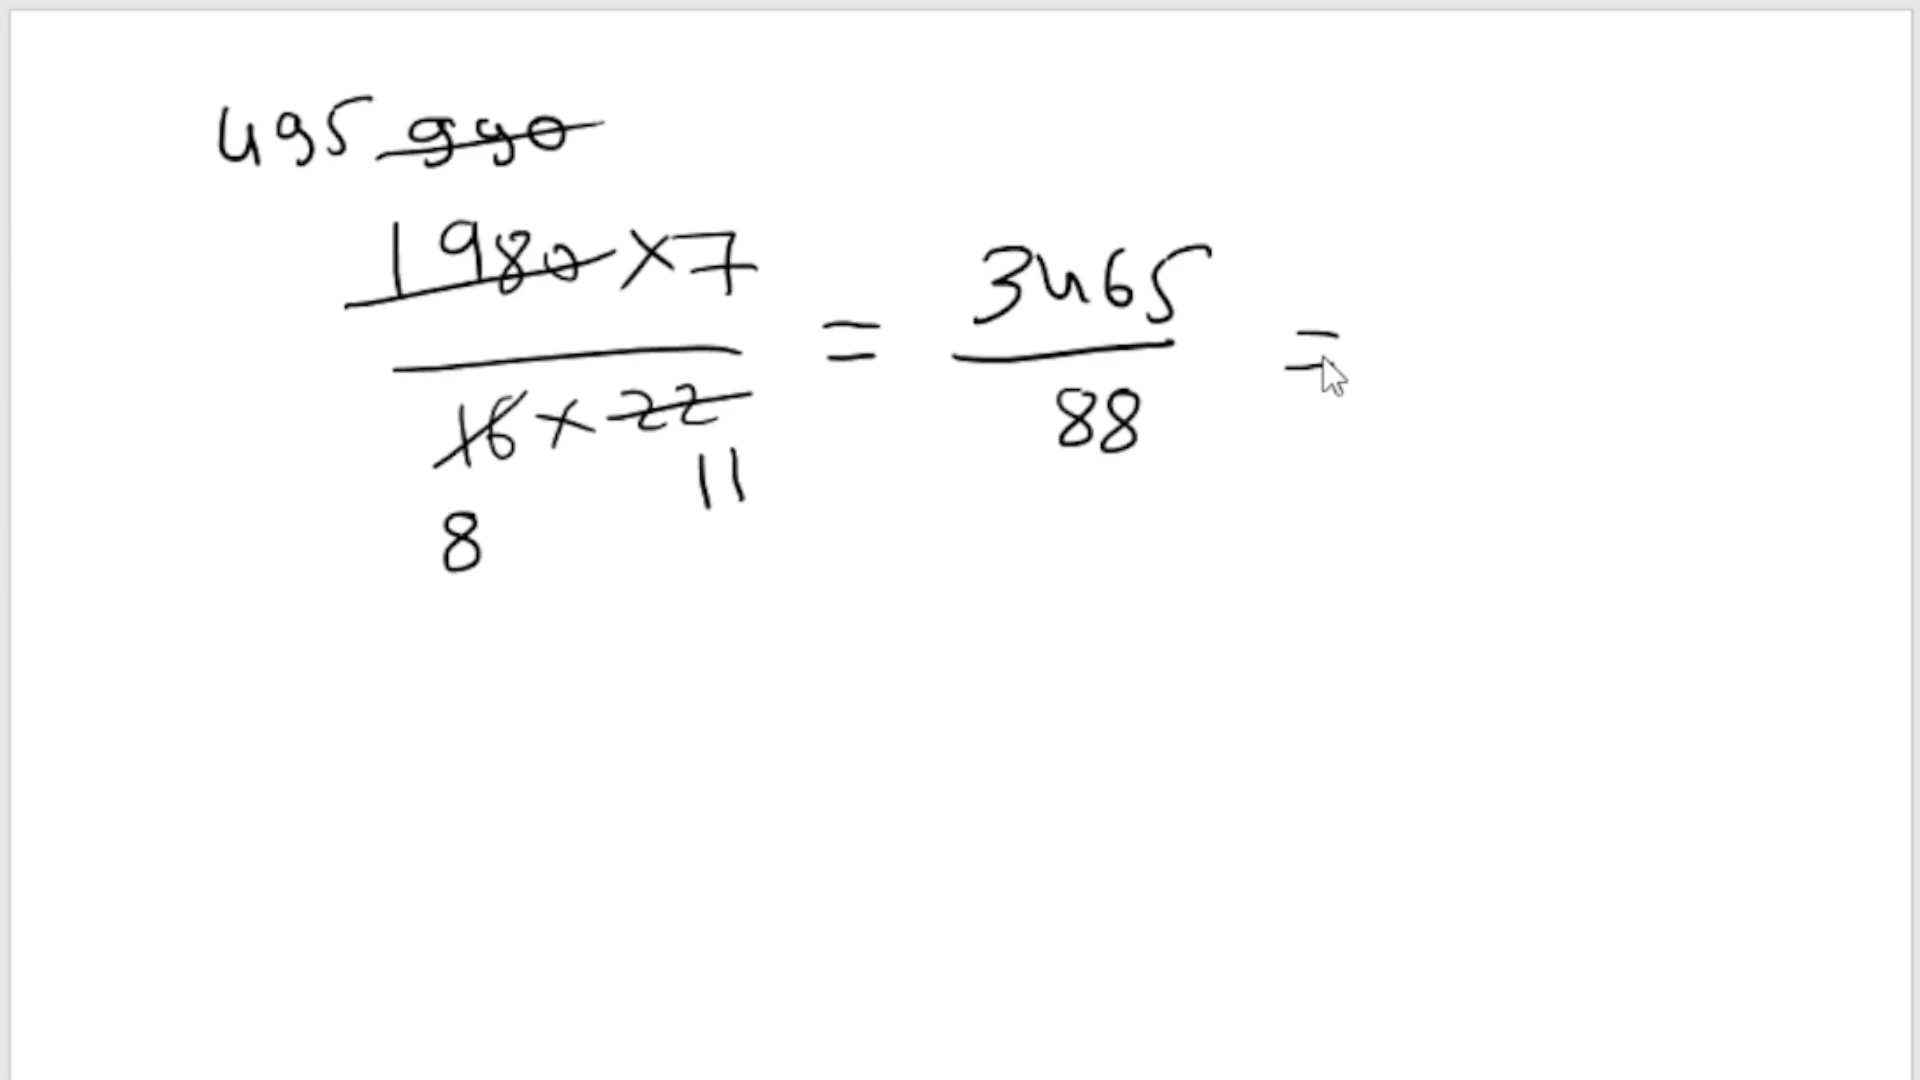 495 990
1980 × 7
= 3465 =
16 × 22
88
11
8